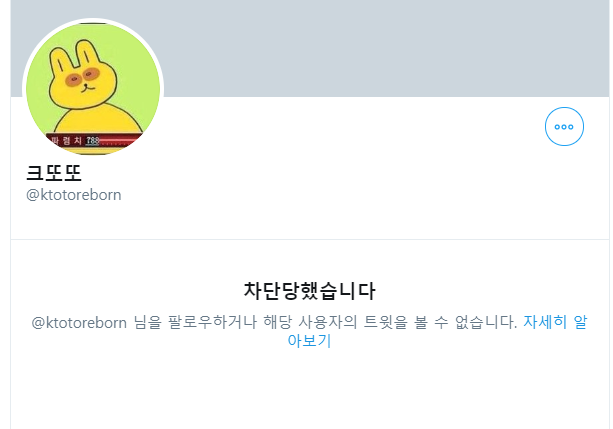 파렴치 788
크또또
@ktotoreborn
차단당했습니다
@ktotoreborn 님을 팔로우하거나 해당 사용자의 트윗을 볼 수 없습니다. 자세히 알
아보기